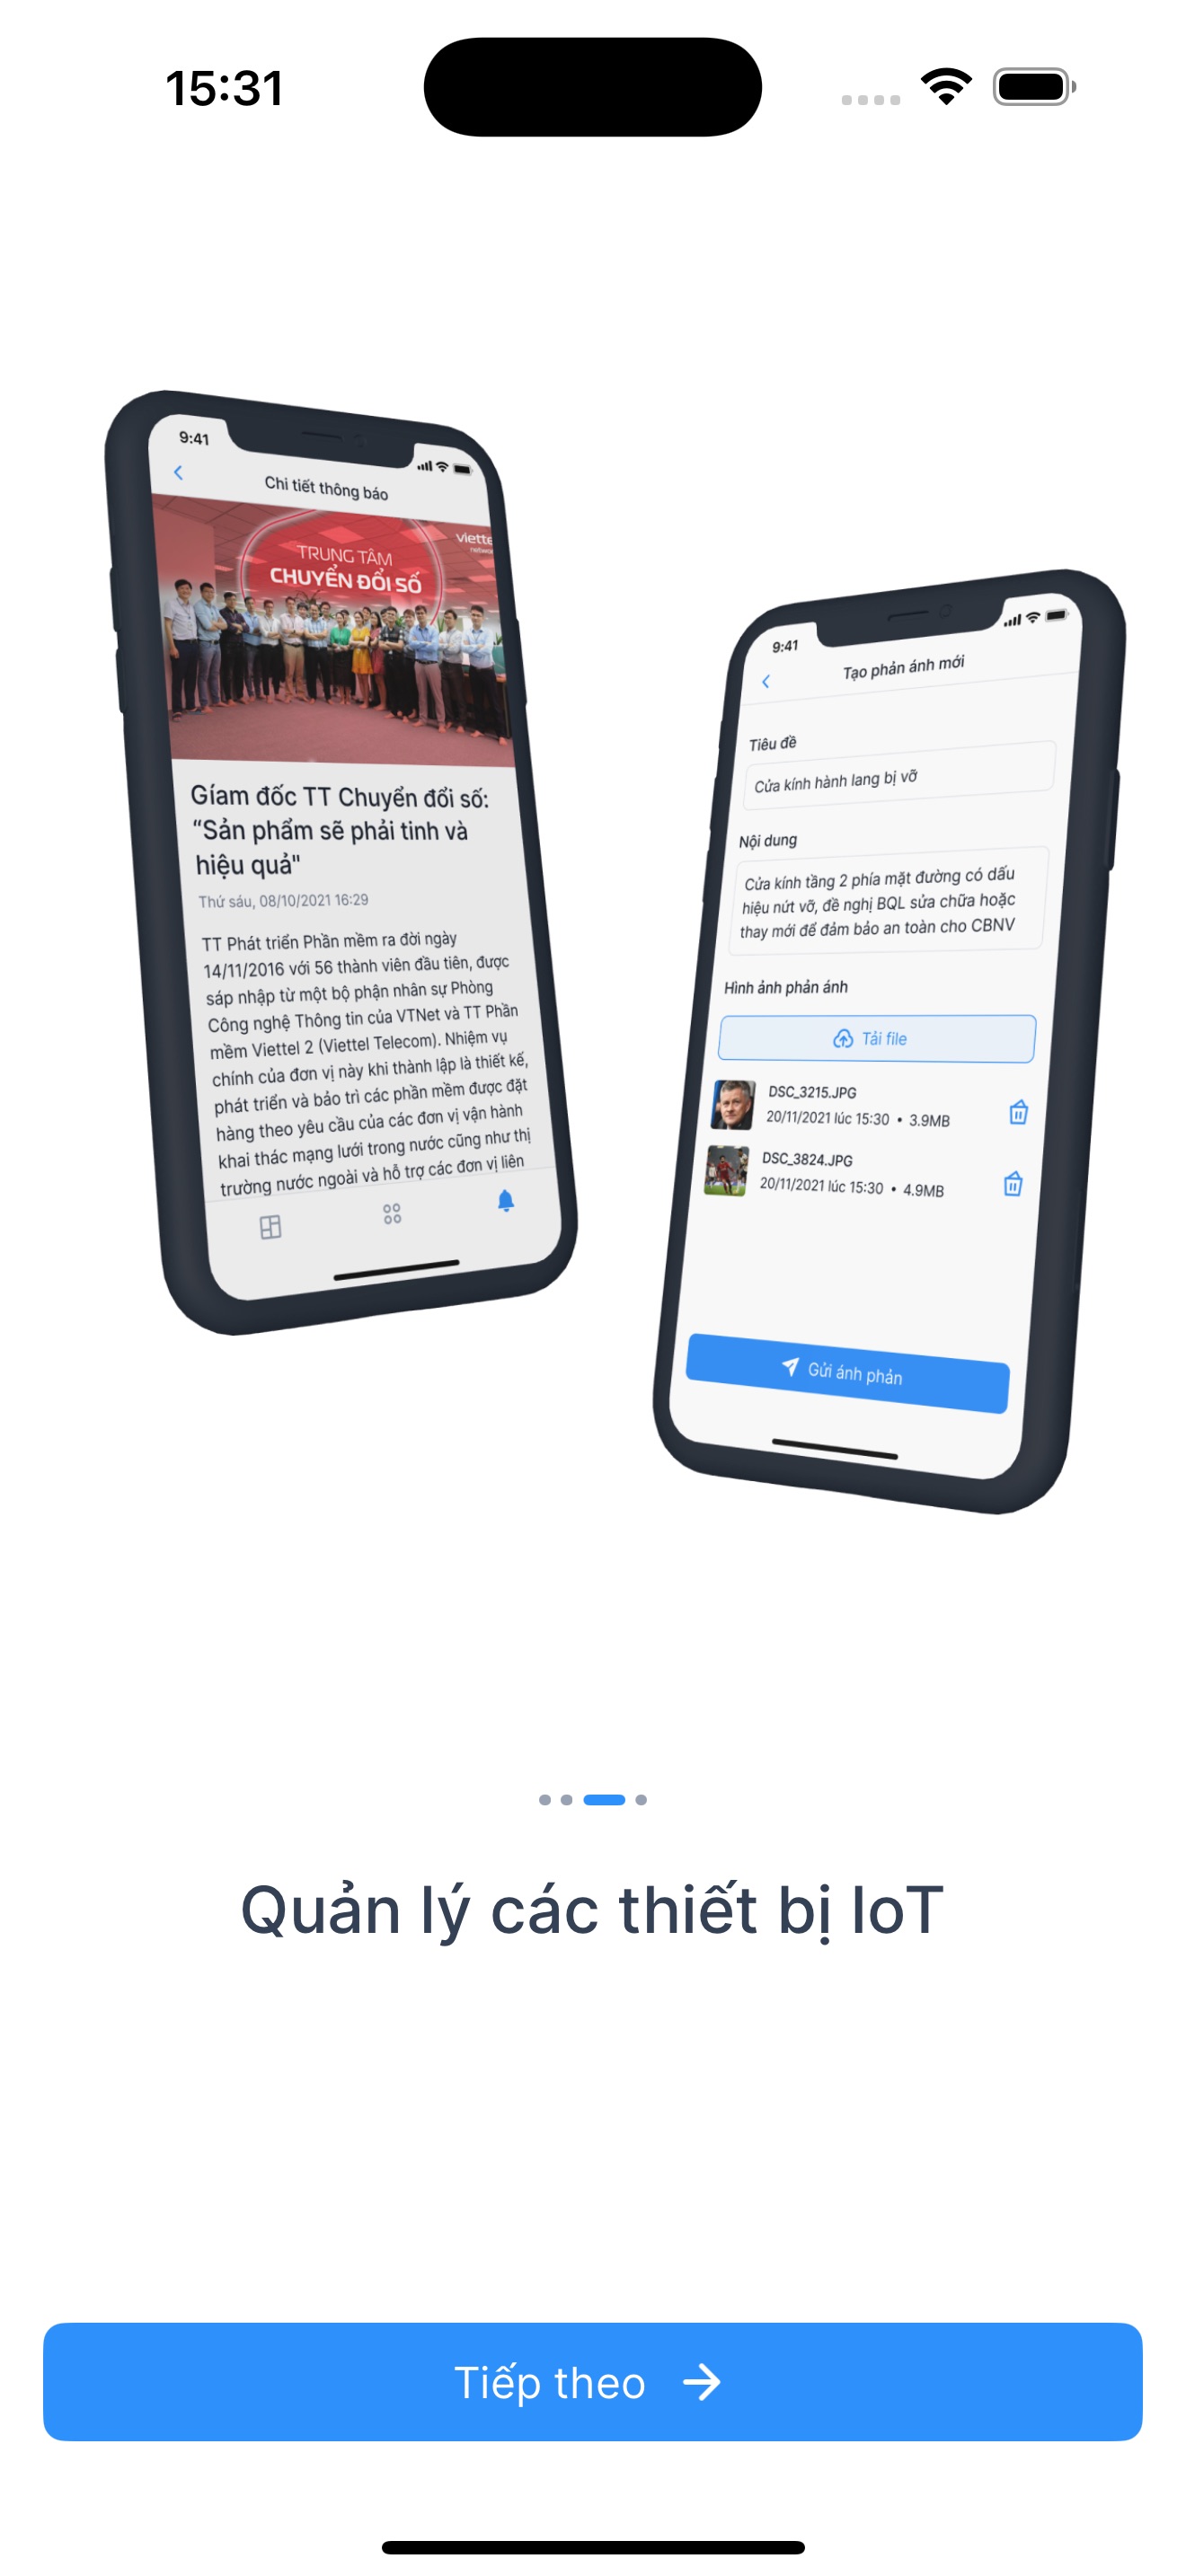 15:31
9:41
Chi tiết thông báo
TRUNG TÂM
CHUYỂN ĐỔI SỐ
Gíam đốc TT Chuyển đổi số:
“Sản phẩm sẽ phải tinh và
hiệu quả"
Thứ sáu, 08/10/2021 16:29
TT Phát triển Phần mềm ra đời ngày
14/11/2016 với 56 thành viên đầu tiên, được
sáp nhập từ một bộ phận nhân sự Phòng
Công nghệ Thông tin của VTNet và TT Phần
mềm Viettel 2 (Viettel Telecom). Nhiệm vụ
chính của đơn vị này khi thành lập là thiết kế,
phát triển và bảo trì các phần mềm được đặt
hàng theo yêu cầu của các đơn vị vận hành
khai thác mạng lưới trong nước cũng như thị
trường nước ngoài và hỗ trợ các đơn vị liên
9:41
Tạo phản ánh mới
Tiêu đề
Cửa kính hành lang bị vỡ
Nội dung
Cửa kính tầng 2 phía mặt đường có dấu
hiệu nứt vỡ, đề nghị BQL sửa chữa hoặc
thay mới để đảm bảo an toàn cho CBNV
Hình ảnh phản ánh
Tải file
DSC_3215.JPG
20/11/2021 lúc 15:30 • 3.9MB
DSC_3824.JPG
20/11/2021 lúc 15:30 • 4.9MB
Gửi ánh phản
Quản lý các thiết bị IoT
Tiếp theo